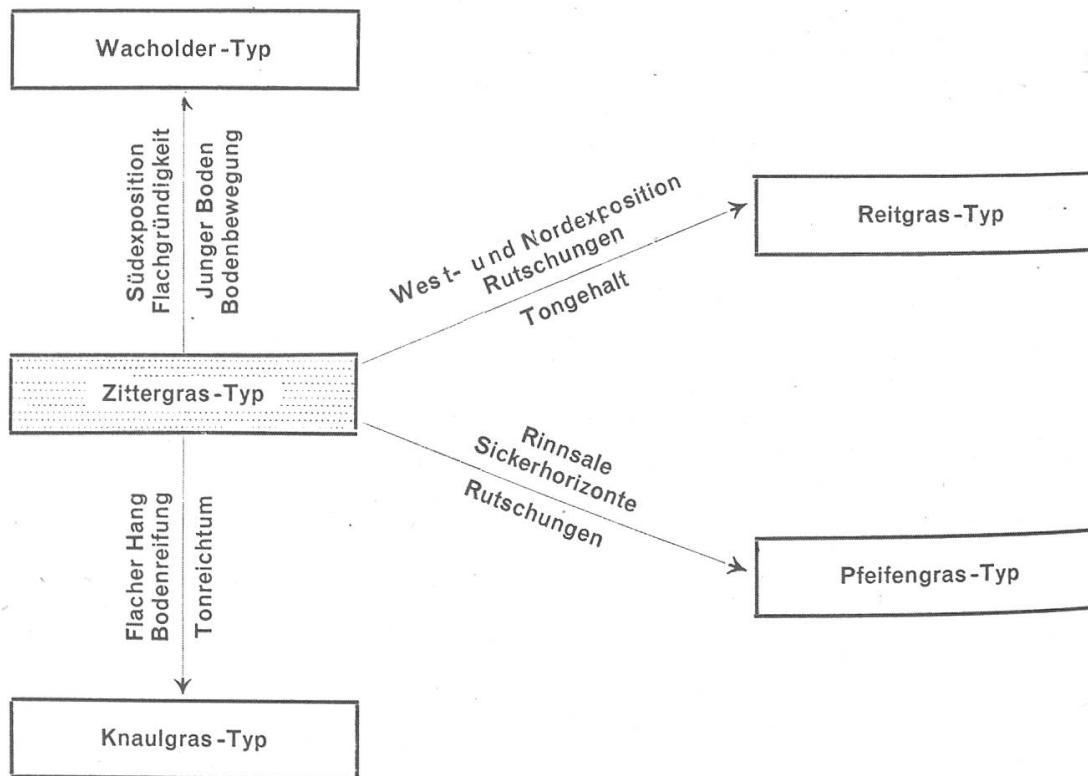 Wacholder-Typ
Südexposition
Flachgründigkeit
Junger Boden
Bodenbewegung
West- und Nordexposition
Rutschungen
Tongehalt
Reitgras-Typ
Zittergras-Typ
Rinnsale
Sickerhorizonte
Rutschungen
Flacher Hang
Bodenreifung
Tonreichtum
Pfeifengras-Typ
Knaulgras-Typ